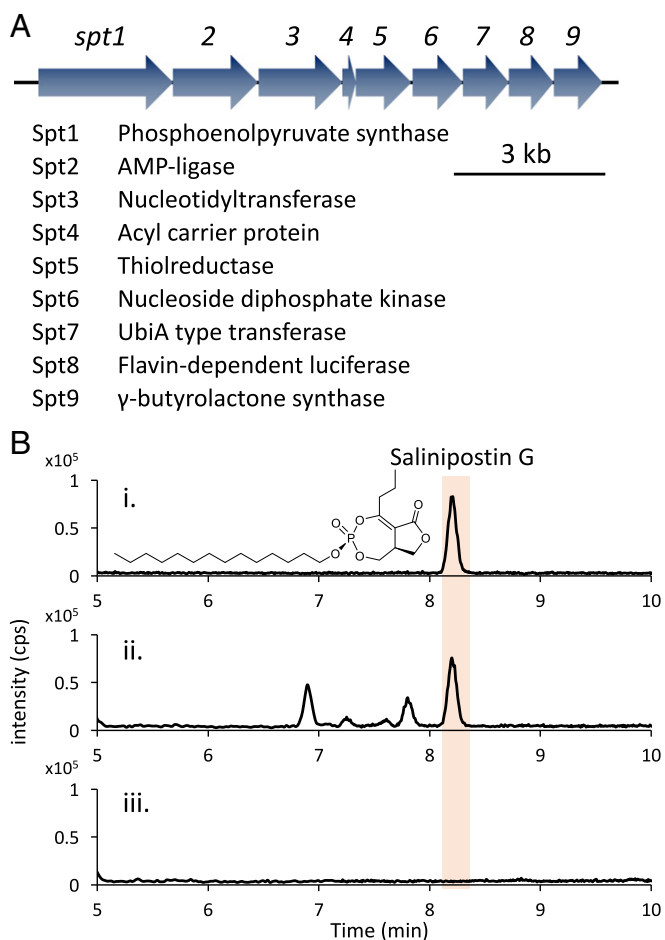 A
spt1 2 3 4 5 6 7 8 9
Spt1 Phosphoenolpyruvate synthase
3 kb
Spt2 AMP-ligase
Spt3 Nucleotidyltransferase
Spt4 Acyl carrier protein
Spt5 Thiolreductase
Spt6 Nucleoside diphosphate kinase
Spt7 UbiA type transferase
Spt8 Flavin-dependent luciferase
Spt9 γ-butyrolactone synthase
B
Salinipostin G
x10⁵
1
i.
0.5
0
O
O
O
P
O
O
O
O
5 6 7 8 9 10
x10⁵
1
ii.
0.5
0
5 6 7 8 9 10
intensity (cps)
x10⁵
1
iii.
0.5
0
5 6 7 8 9 10
Time (min)